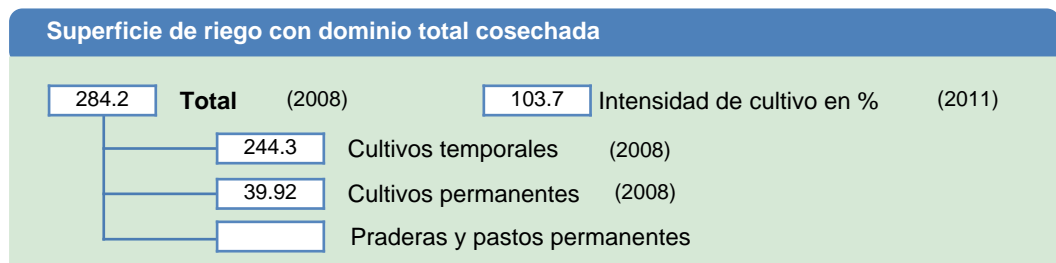 Superficie de riego con dominio total cosechada
284.2 Total (2008) 103.7 Intensidad de cultivo en % (2011)
244.3 Cultivos temporales (2008)
39.92 Cultivos permanentes (2008)
Praderas y pastos permanentes